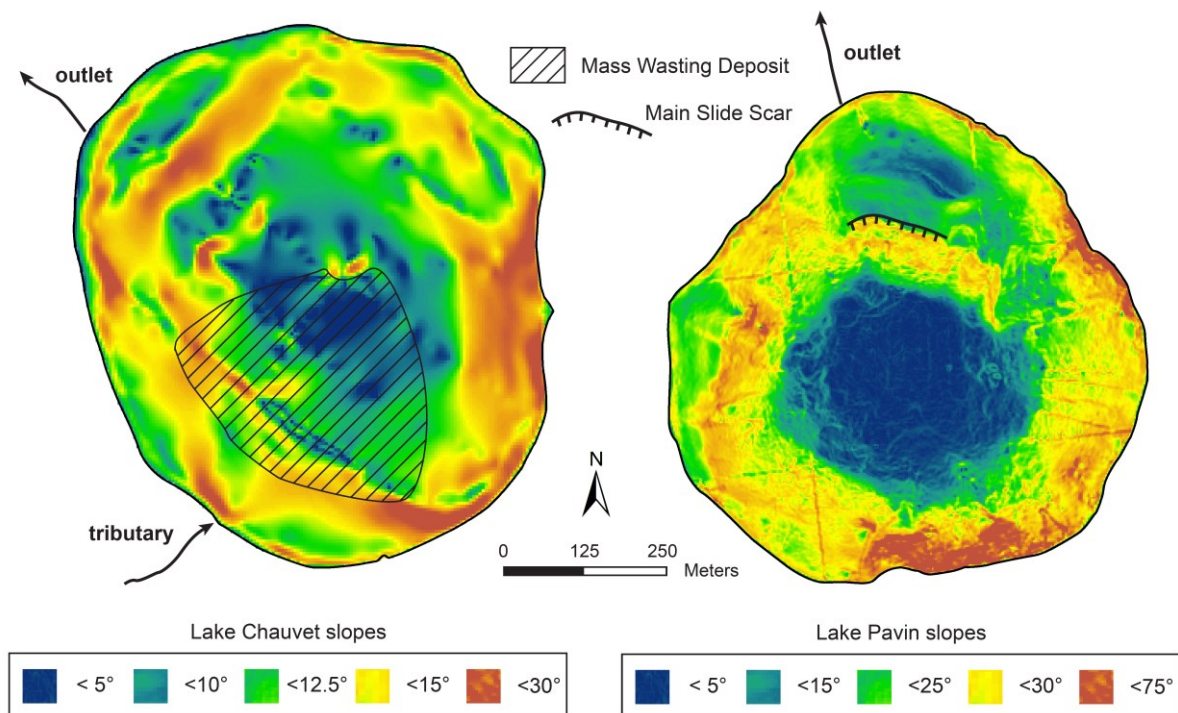 outlet
Mass Wasting Deposit
Main Slide Scar
outlet
tributary
N
0 125 250
Meters
Lake Chauvet slopes
< 5° <10° <12.5° <15° <30°
Lake Pavin slopes
< 5° <15° <25° <30° <75°